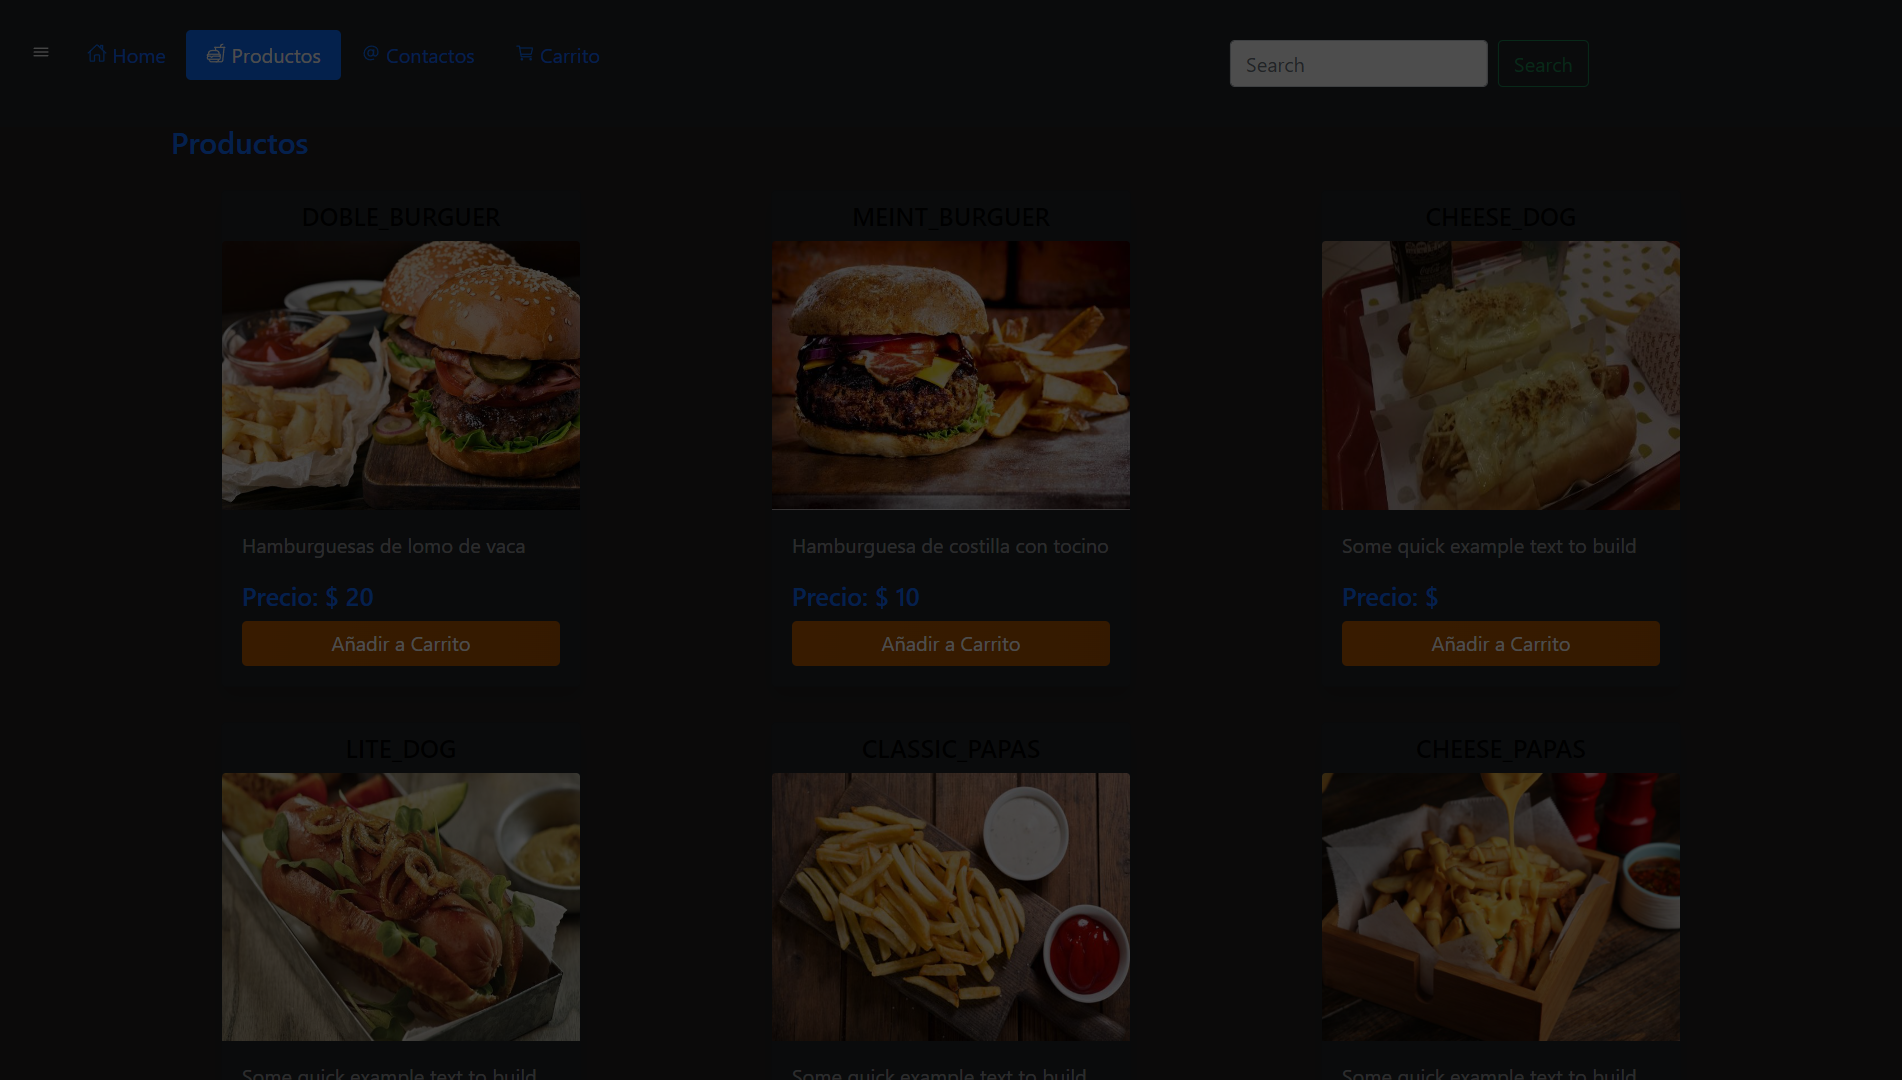 Home Productos Contactos Carrito Search Search
Productos
DOBLE_BURGUER MEINT_BURGUER CHEESE_DOG
Hamburguesas de lomo de vaca Hamburguesa de costilla con tocino Some quick example text to build
Precio: $ 20 Precio: $ 10 Precio: $
Añadir a Carrito Añadir a Carrito Añadir a Carrito
LITE_DOG CLASSIC_PAPAS CHEESE_PAPAS
Some quick example text to build Some quick example text to build Some quick example text to build